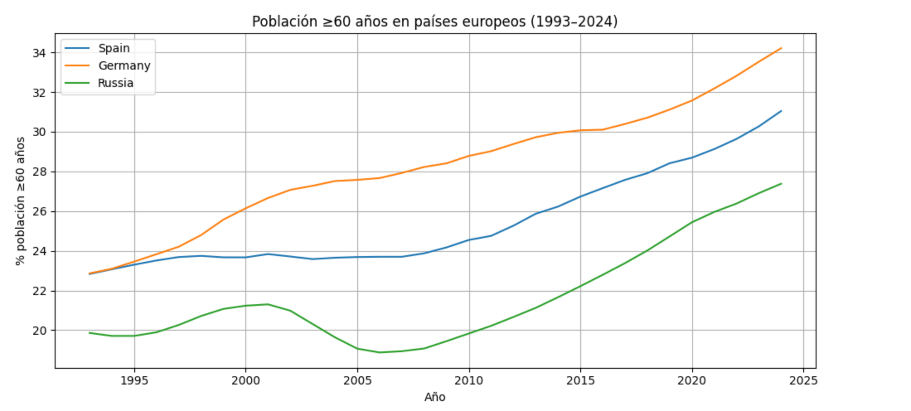 Población ≥60 años en países europeos (1993–2024)
Spain
Germany
Russia
% población ≥60 años
34
32
30
28
26
24
22
20
1995 2000 2005 2010 2015 2020 2025
Año